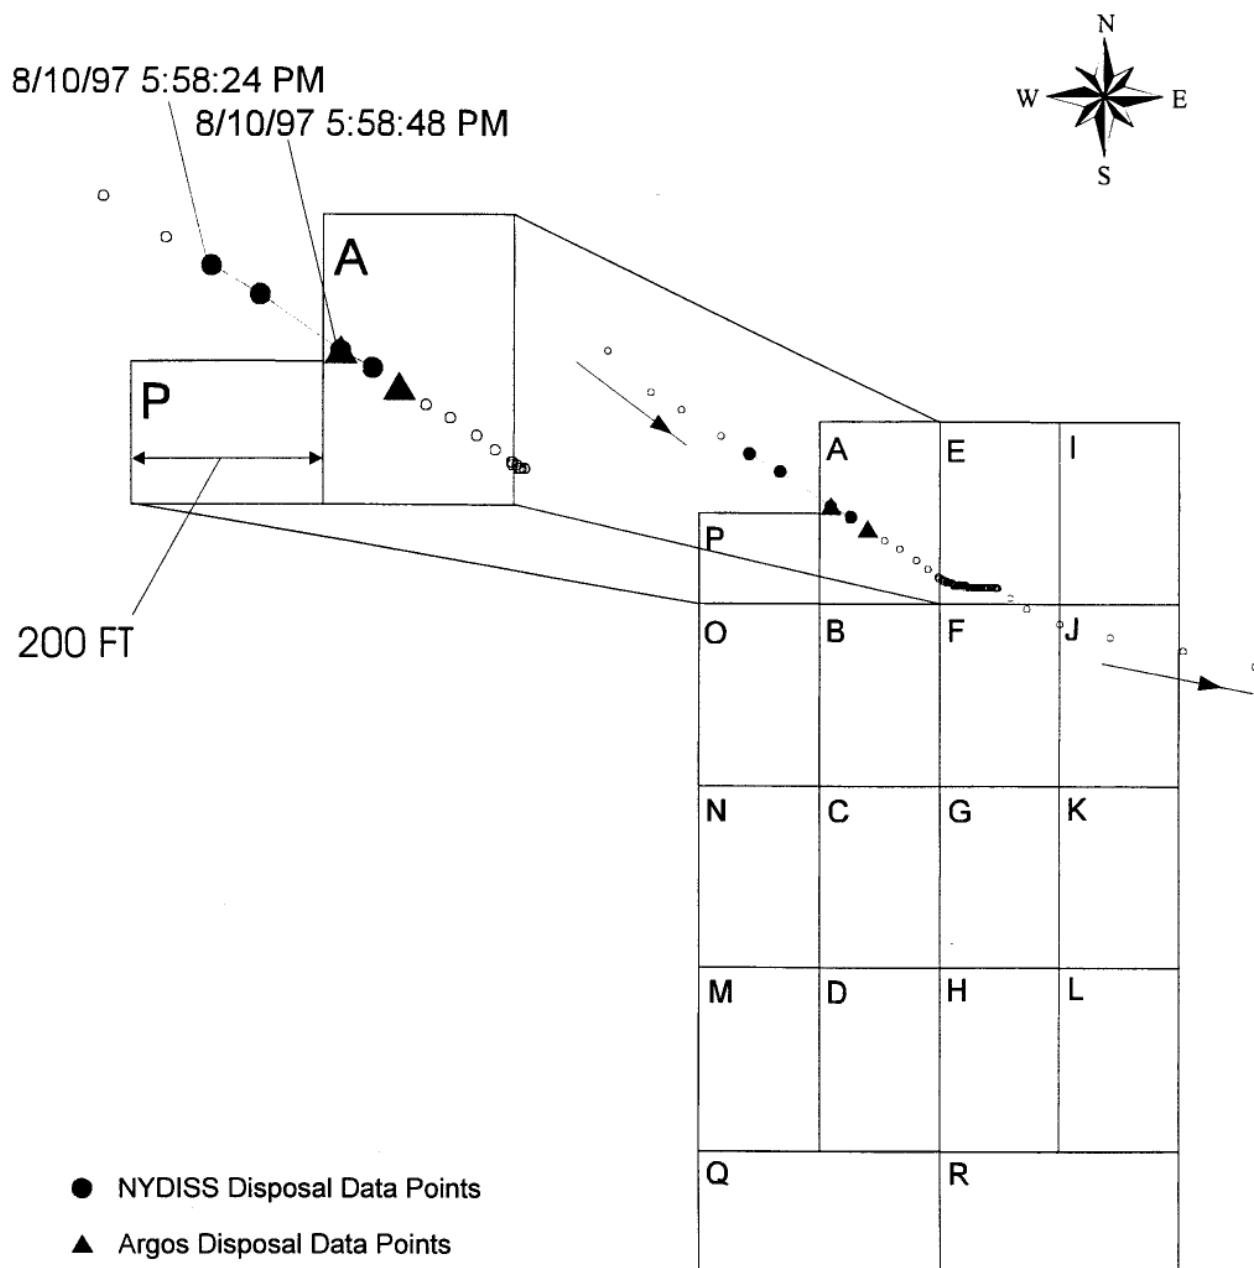 N
W E
S
8/10/97 5:58:24 PM
8/10/97 5:58:48 PM
A
P
200 FT
A E I
P
O B F J
N C G K
M D H L
Q R
NYDISS Disposal Data Points
Argos Disposal Data Points